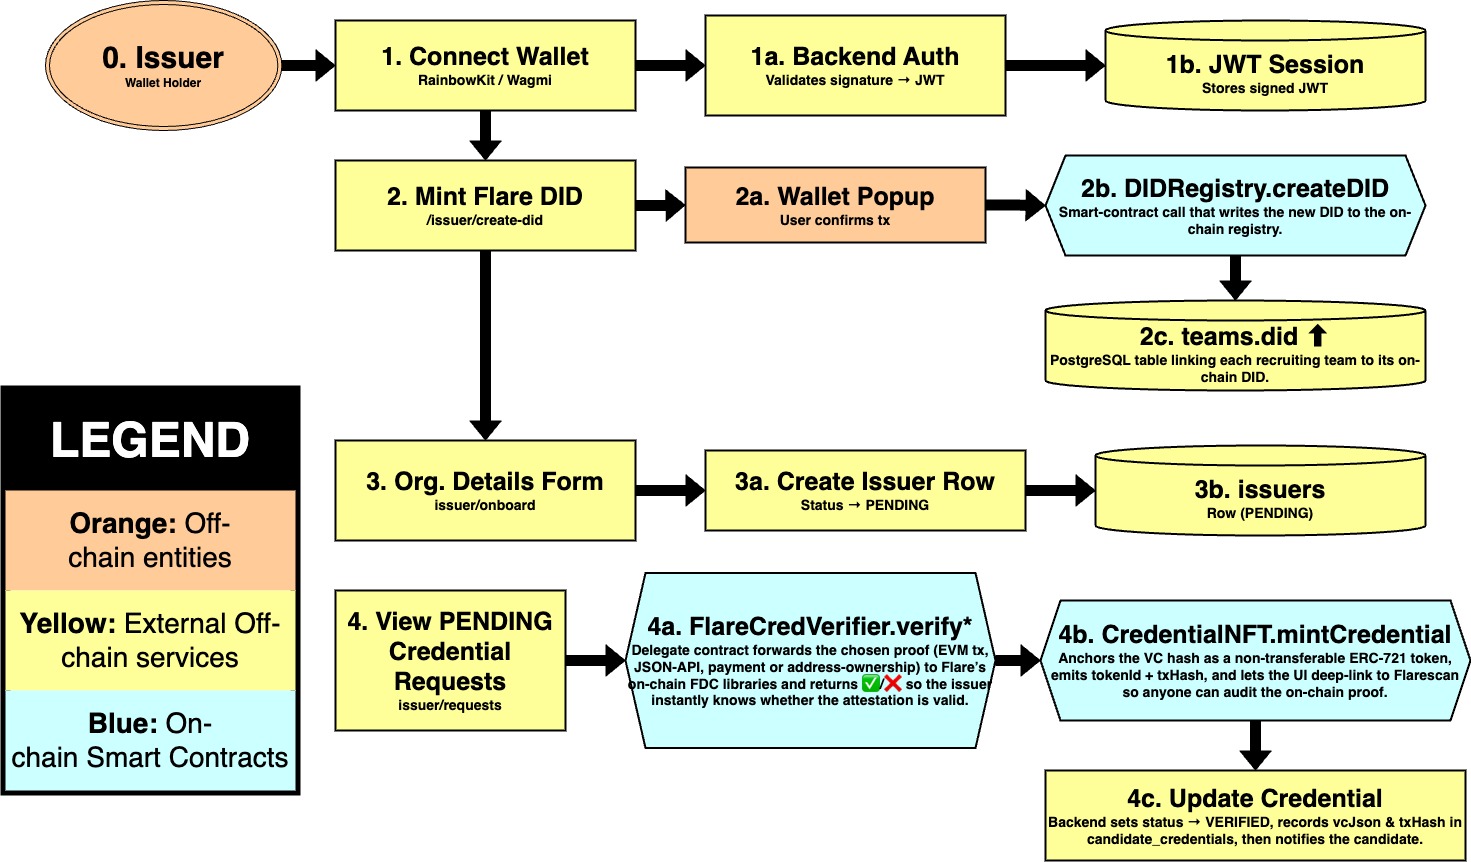 0. Issuer
Wallet Holder
1. Connect Wallet
RainbowKit / Wagmi
1a. Backend Auth
Validates signature → JWT
1b. JWT Session
Stores signed JWT
2. Mint Flare DID
/issuer/create-did
2a. Wallet Popup
User confirms tx
2b. DIDRegistry.createDID
Smart-contract call that writes the new DID to the on-
chain registry.
2c. teams.did ⬆
PostgreSQL table linking each recruiting team to its on-
chain DID.
LEGEND
Orange: Off-
chain entities
Yellow: External Off-
chain services
Blue: On-
chain Smart Contracts
3. Org. Details Form
issuer/onboard
3a. Create Issuer Row
Status → PENDING
3b. issuers
Row (PENDING)
4. View PENDING
Credential
Requests
issuer/requests
4a. FlareCredVerifier.verify*
Delegate contract forwards the chosen proof (EVM tx,
JSON-API, payment or address-ownership) to Flare's
on-chain FDC libraries and returns ✅/❌ so the issuer
instantly knows whether the attestation is valid.
4b. CredentialNFT.mintCredential
Anchors the VC hash as a non-transferable ERC-721 token,
emits tokenId + txHash, and lets the UI deep-link to Flarescan
so anyone can audit the on-chain proof.
4c. Update Credential
Backend sets status → VERIFIED, records vcJson & txHash in
candidate_credentials, then notifies the candidate.